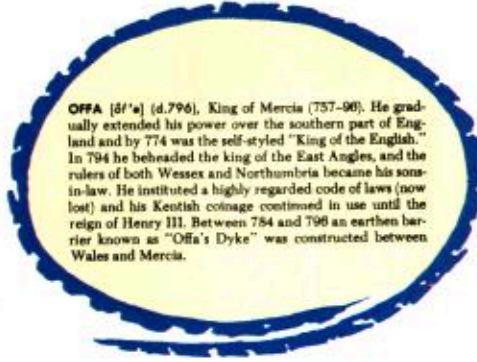 OFFA [ŏf'ə] (d.796), King of Mercia (757-96). He grad-
ually extended his power over the southern part of Eng-
land and by 774 was the self-styled "King of the English."
In 794 he beheaded the king of the East Angles, and the
rulers of both Wessex and Northumbria became his sons-
in-law. He instituted a highly regarded code of laws (now
lost) and his Kentish coinage continued in use until the
reign of Henry III. Between 784 and 796 an earthen bar-
rier known as "Offa's Dyke" was constructed between
Wales and Mercia.